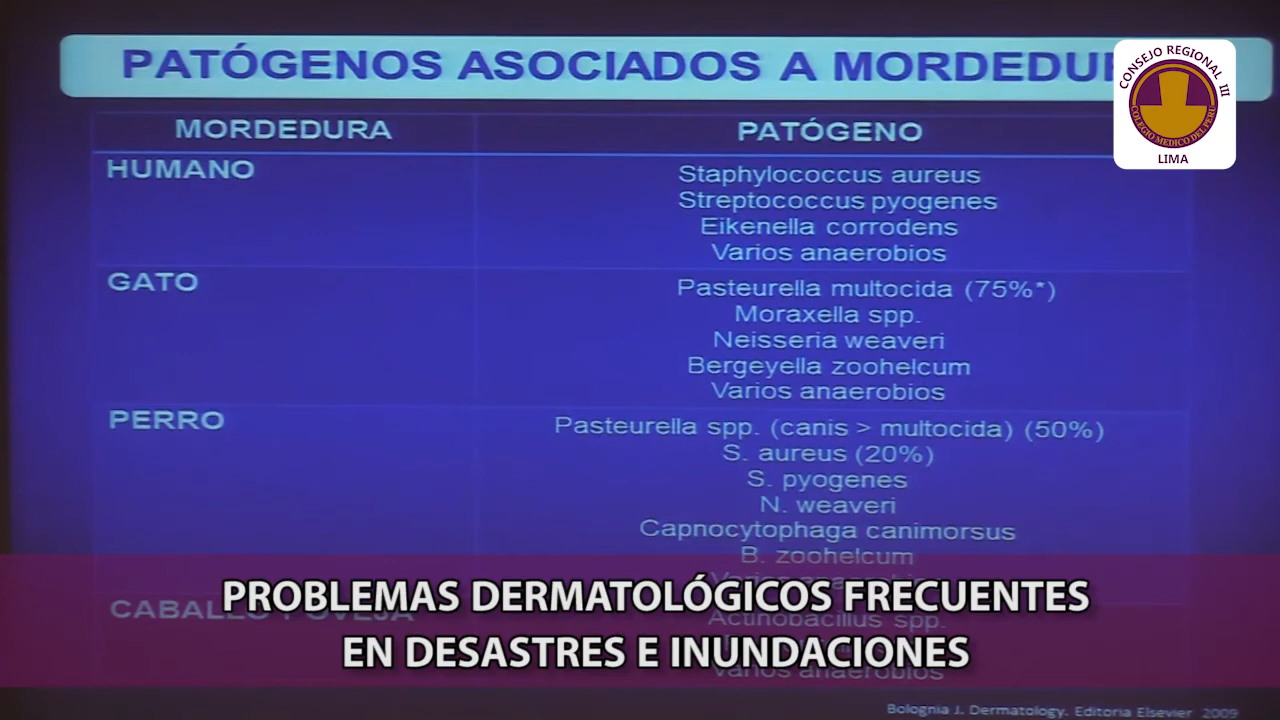 PATÓGENOS ASOCIADOS A
CONSEJO REGIONAL III
COLEGIO MEDICO DEL PERU
LIMA
MORDEDURA
PATÓGENO
HUMANO
Staphylococcus aureus
Streptococcus pyogenes
Eikenella corrodens
Varios anaerobios
GATO
Pasteurella multocida (75%*)
Moraxella spp.
Neisseria weaveri
Bergeyella zoohelcum
Varios anaerobios
PERRO
Pasteurella spp. (canis > multocida) (50%)
S. aureus (20%)
S. pyogenes
N. weaveri
Capnocytophaga canimorsus
B. zoohelcum
Actinobacillus spp.
Varios anaerobios
PROBLEMAS DERMATOLÓGICOS FRECUENTES
EN DESASTRES E INUNDACIONES
Bolognia J. Dermatology. Editoria Elsevier 2009